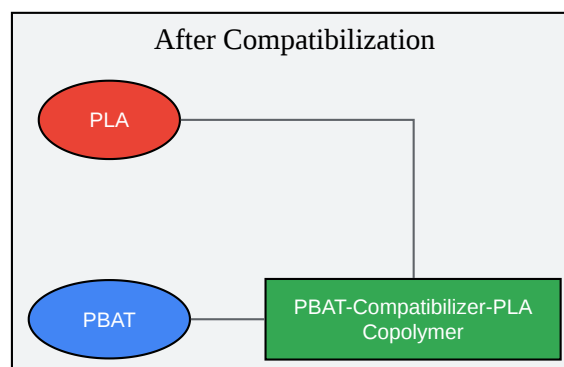 After Compatibilization
PLA
PBAT
PBAT-Compatibilizer-PLA
Copolymer